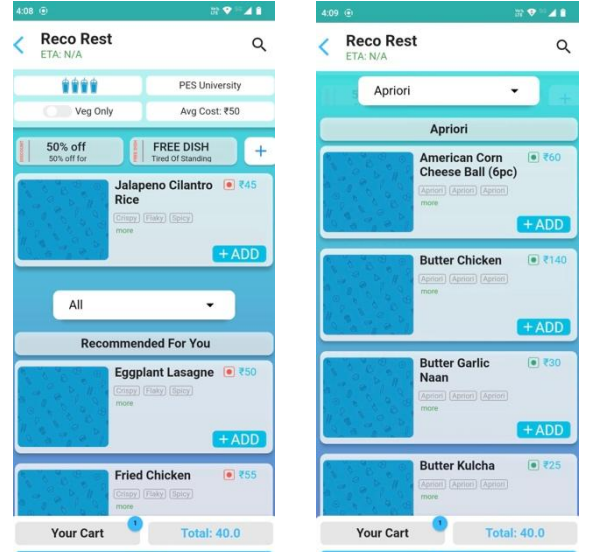 4:08
Reco Rest
ETA: N/A
PES University
Veg Only
Avg Cost: ₹50
50% off
50% off for
FREE DISH
Tired Of Standing
+
Jalapeno Cilantro
Rice
₹45
Crispy Flaky Spicy
more
+ ADD
All
Recommended For You
Eggplant Lasagne
₹50
Crispy Flaky Spicy
more
+ ADD
Fried Chicken
₹55
Crispy Flaky Spicy
more
Your Cart
1
Total: 40.0
4:09
Reco Rest
ETA: N/A
Apriori
+
Apriori
American Corn
Cheese Ball (6pc)
₹60
Apriori Apriori Apriori
more
+ ADD
Butter Chicken
₹140
Apriori Apriori Apriori
more
+ ADD
Butter Garlic
Naan
₹30
Apriori Apriori Apriori
more
+ ADD
Butter Kulcha
₹25
Apriori Apriori Apriori
more
Your Cart
1
Total: 40.0